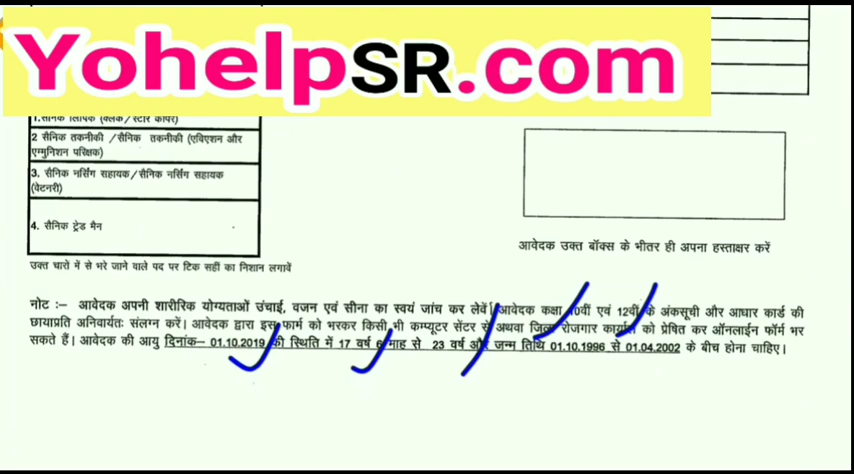 YohelpSR.com
1.सैनिक लिपिक (क्लर्क/स्टोर कीपर)
2 सैनिक तकनीकी /सैनिक तकनीकी (एविएशन और
एम्मुनिशन परिक्षक)
3. सैनिक नर्सिंग सहायक/सैनिक नर्सिंग सहायक
(वेटनरी)
4. सैनिक ट्रेड मैन
आवेदक उक्त बॉक्स के भीतर ही अपना हस्ताक्षर करें
उक्त चारो में से भरे जाने वाले पद पर टिक सहीं का निशान लगावें
नोट :— आवेदक अपनी शारीरिक योग्यताओं उंचाई, वजन एवं सीना का स्वयं जांच कर लेवें। आवेदक कक्षा 10वीं एवं 12वीं के अंकसूची और आधार कार्ड की
छायाप्रति अनिवार्यतः संलग्न करें। आवेदक द्वारा इस फार्म को भरकर किसी भी कम्प्यूटर सेंटर से अथवा जिला रोजगार कार्यालय को प्रेषित कर ऑनलाईन फॉर्म भर
सकते हैं। आवेदक की आयु दिनांक— 01.10.2019 की स्थिति में 17 वर्ष 6 माह से 23 वर्ष और जन्म तिथि 01.10.1996 से 01.04.2002 के बीच होना चाहिए।